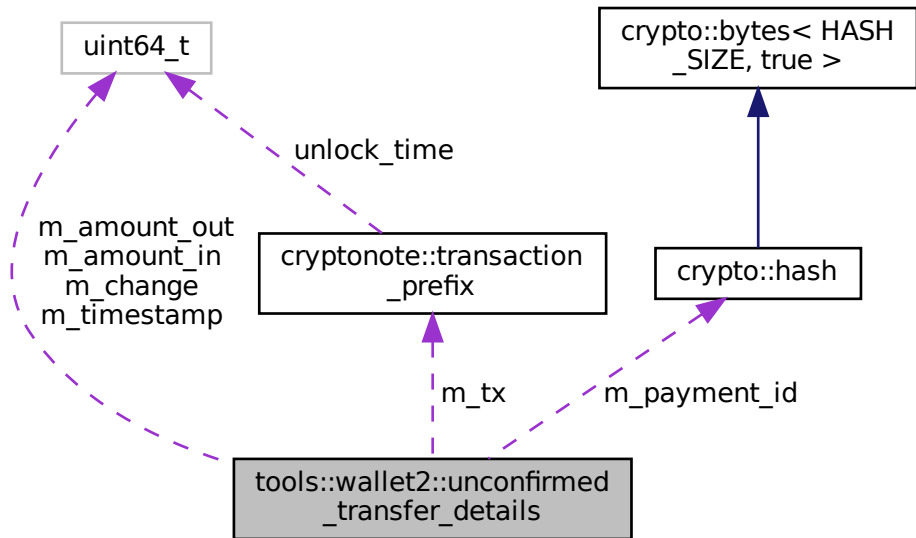 uint64_t
crypto::bytes< HASH
_SIZE, true >
unlock_time
m_amount_out
m_amount_in
m_change
m_timestamp
cryptonote::transaction
_prefix
crypto::hash
m_tx
m_payment_id
tools::wallet2::unconfirmed
_transfer_details